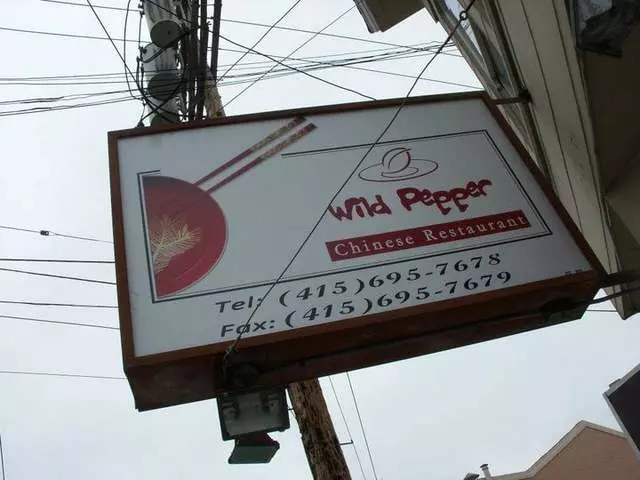 Wild Pepper
Chinese Restaurant
Tel: (415)695-7678
Fax: (415)695-7679